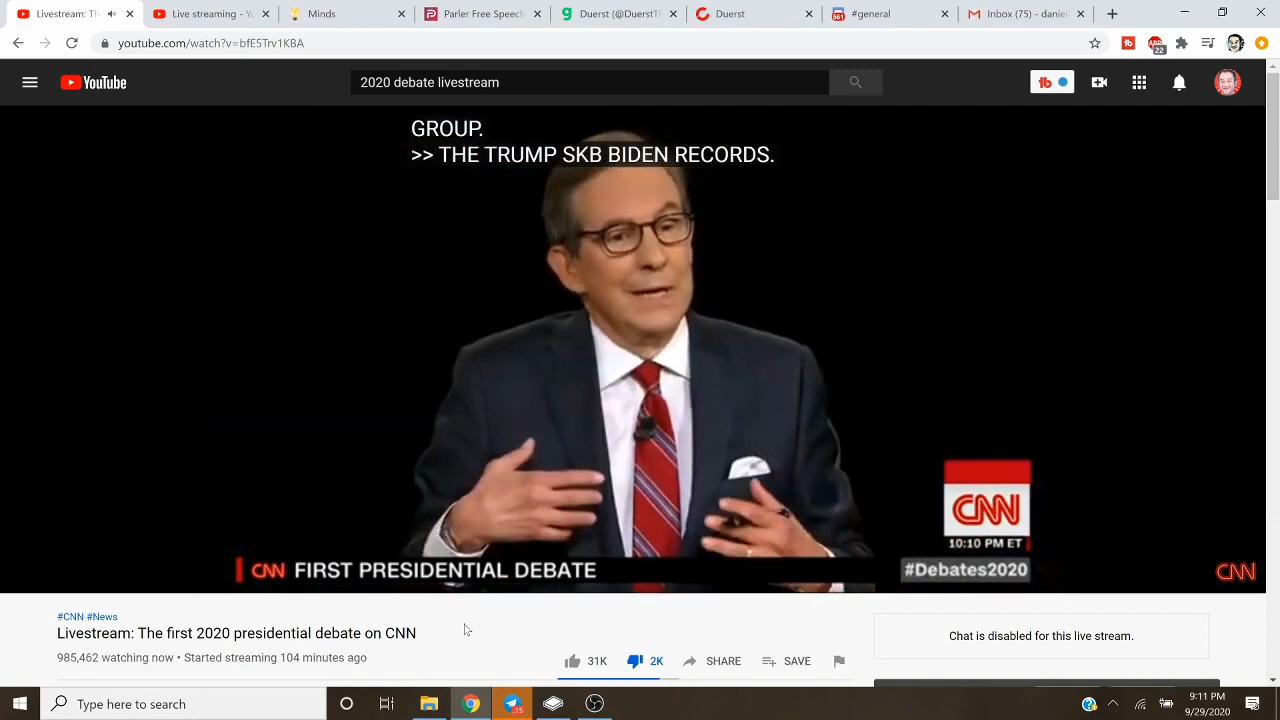 Livestream: Th
Live streaming - Yo
Minds
Parler Free Speech
Duerst (@DuerstTh
Duerst
561
#general
Inbox (75) - daniel
youtube.com/watch?v=bfE5Trv1KBA
22
YouTube
2020 debate livestream
GROUP.
>> THE TRUMP SKB BIDEN RECORDS.
CNN
10:10 PM ET
CNN FIRST PRESIDENTIAL DEBATE
#Debates2020
CNN
#CNN #News
Livestream: The first 2020 presidential debate on CNN
985,462 watching now • Started streaming 104 minutes ago
31K
2K
SHARE
SAVE
Chat is disabled for this live stream.
Type here to search
9:11 PM
9/29/2020